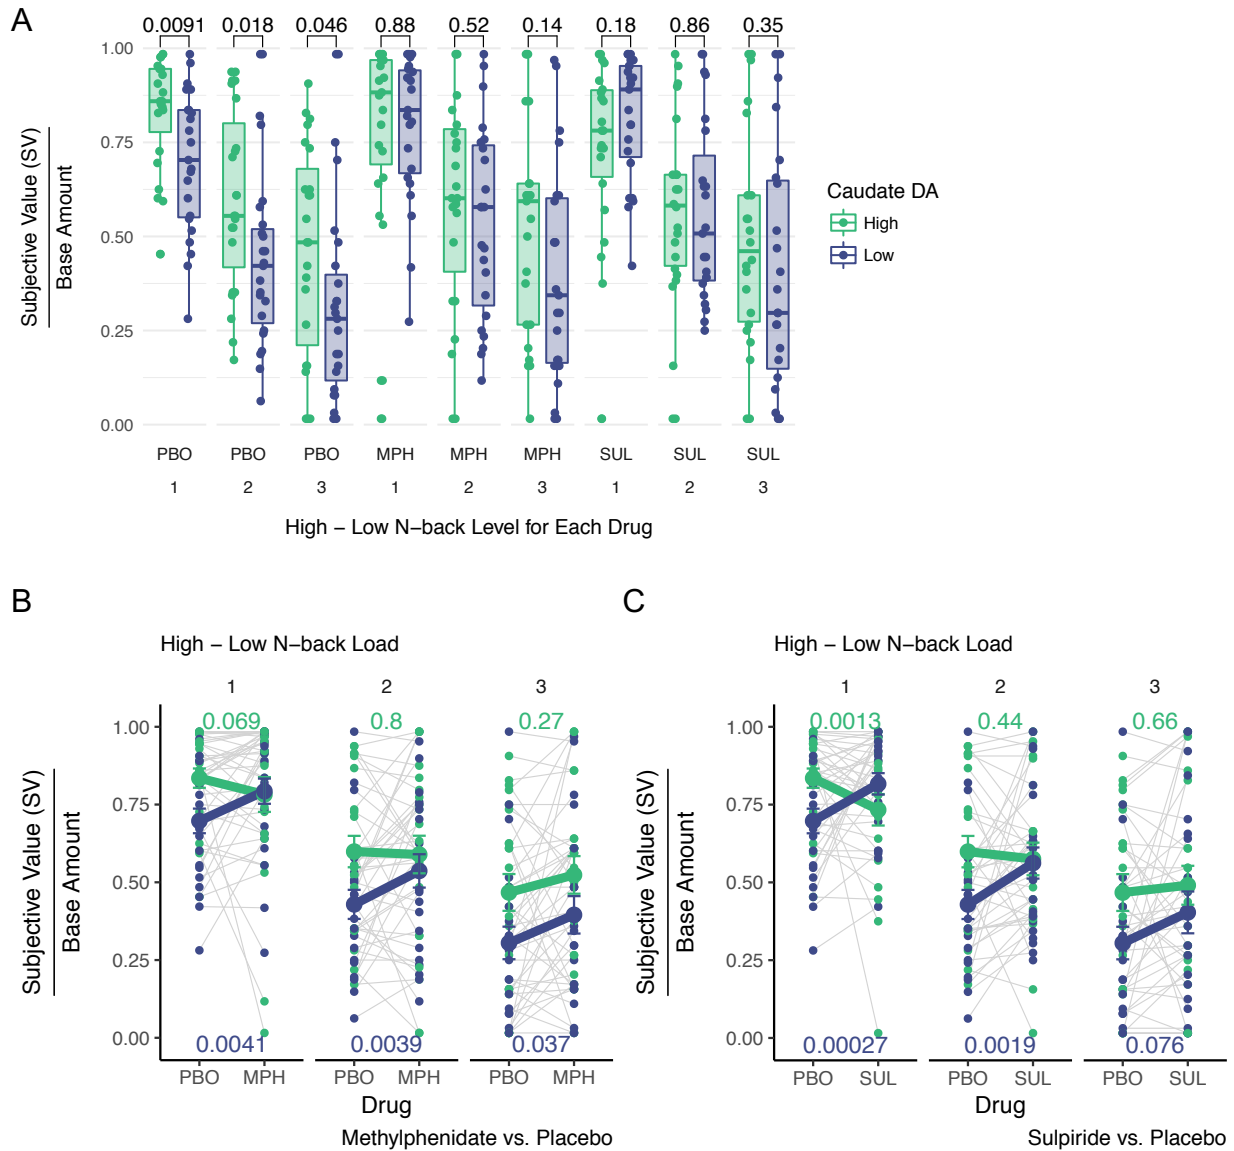 A
0.0091 0.018 0.046 0.88 0.52 0.14 0.18 0.86 0.35
1.00
0.75
0.50
0.25
0.00
Subjective Value (SV)
Base Amount
PBO PBO PBO MPH MPH MPH SUL SUL SUL
1 2 3 1 2 3 1 2 3
High − Low N−back Level for Each Drug
Caudate DA
High
Low
B
High − Low N−back Load
1 2 3
0.069 0.8 0.27
1.00
0.75
0.50
0.25
0.00
Subjective Value (SV)
Base Amount
0.0041 0.0039 0.037
PBO MPH PBO MPH PBO MPH
Drug
Methylphenidate vs. Placebo
C
High − Low N−back Load
1 2 3
0.0013 0.44 0.66
1.00
0.75
0.50
0.25
0.00
Subjective Value (SV)
Base Amount
0.00027 0.0019 0.076
PBO SUL PBO SUL PBO SUL
Drug
Sulpiride vs. Placebo